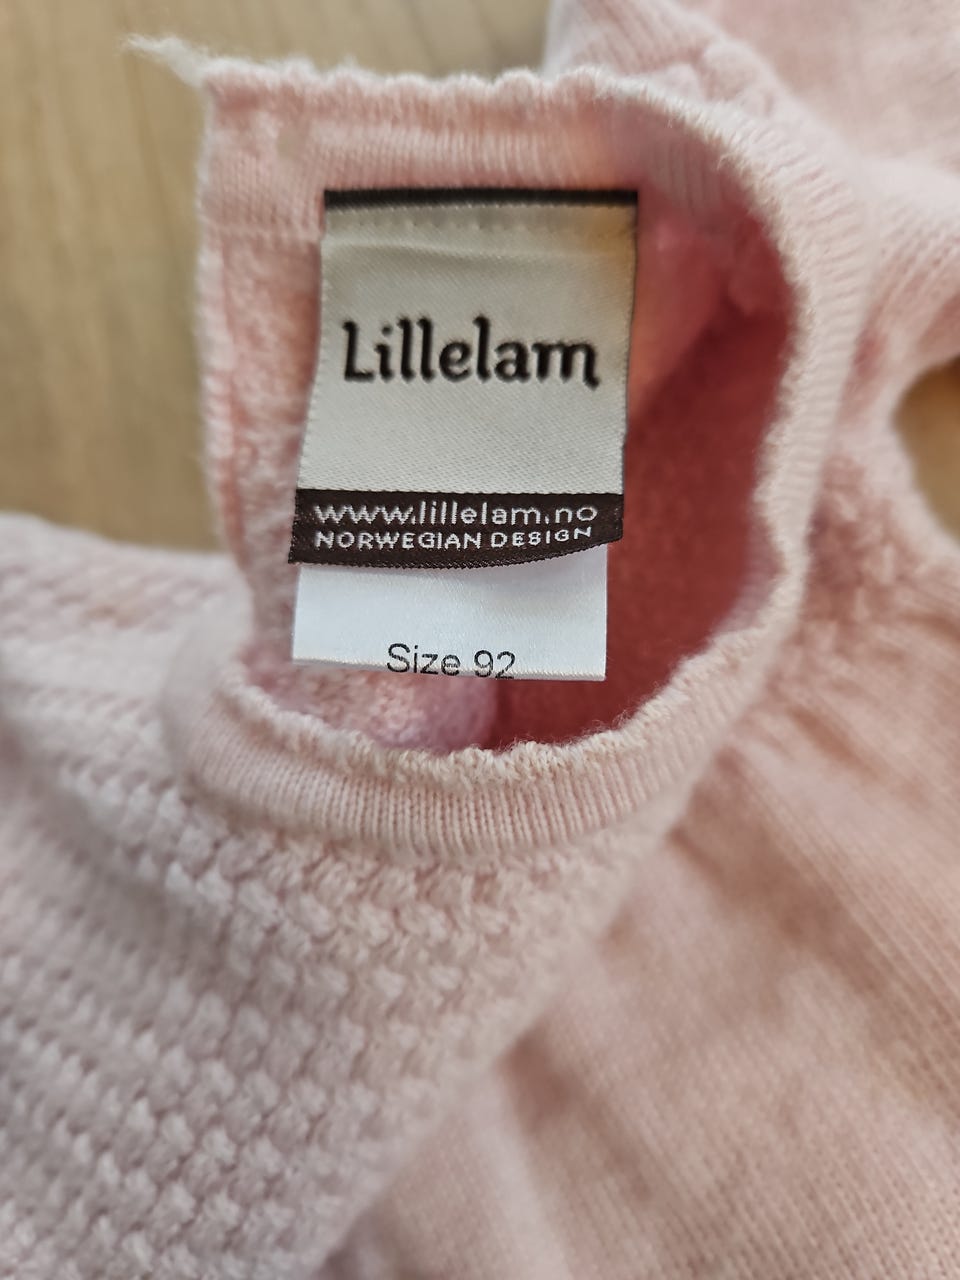 Lillelam
www.lillelam.no
NORWEGIAN DESIGN
Size 92